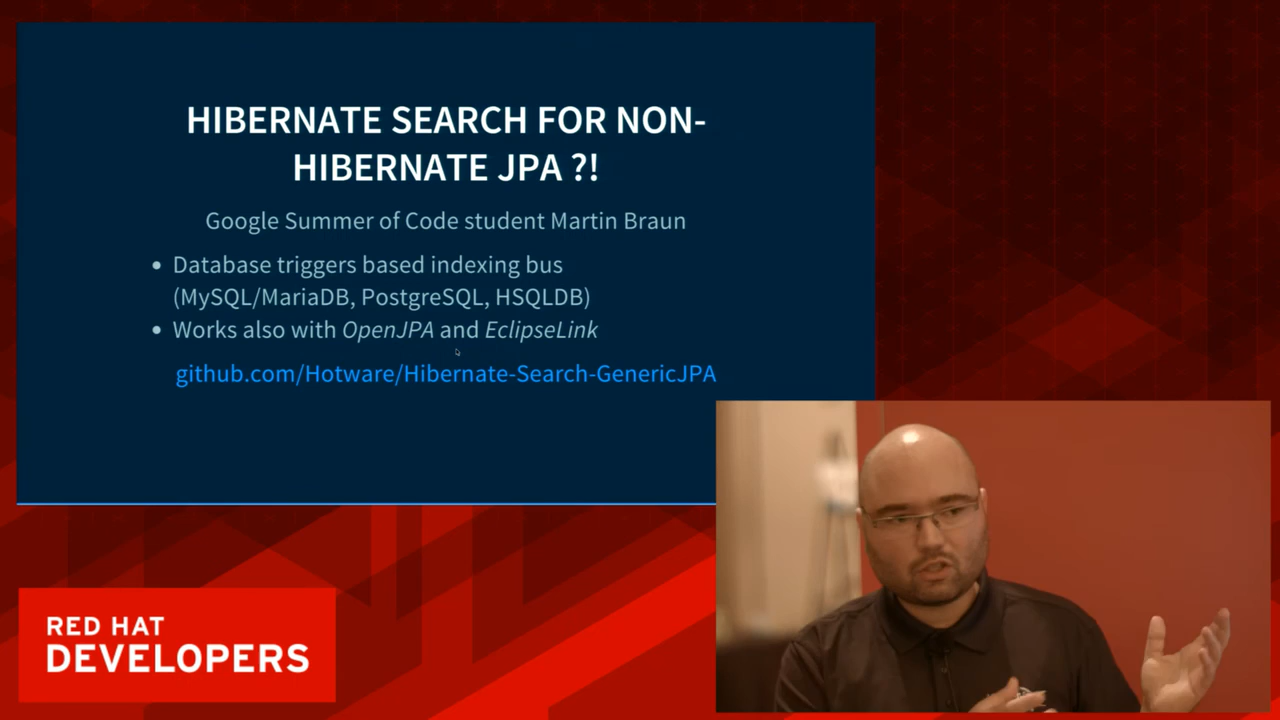 HIBERNATE SEARCH FOR NON-
HIBERNATE JPA ?!
Google Summer of Code student Martin Braun
Database triggers based indexing bus
(MySQL/MariaDB, PostgreSQL, HSQLDB)
Works also with OpenJPA and EclipseLink
github.com/Hotware/Hibernate-Search-GenericJPA
RED HAT
DEVELOPERS